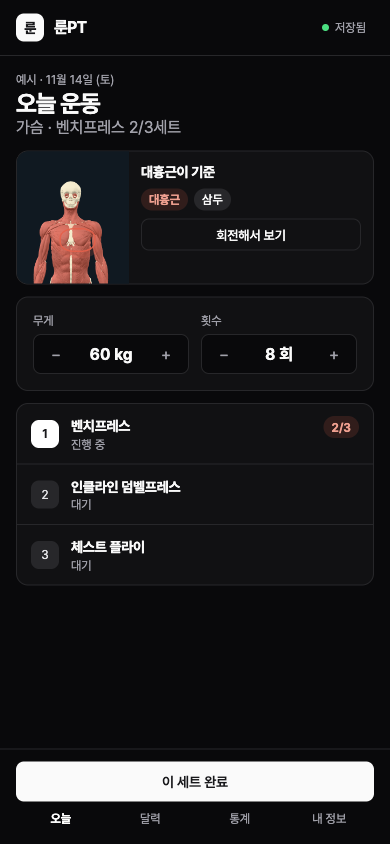 룬 룬PT 저장됨
예시 · 11월 14일 (토)
오늘 운동
가슴 · 벤치프레스 2/3세트
대흉근이 기준
대흉근 삼두
회전해서 보기
무게 횟수
− 60 kg + − 8 회 +
1 벤치프레스 2/3
진행 중
2 인클라인 덤벨프레스
대기
3 체스트 플라이
대기
이 세트 완료
오늘 달력 통계 내 정보